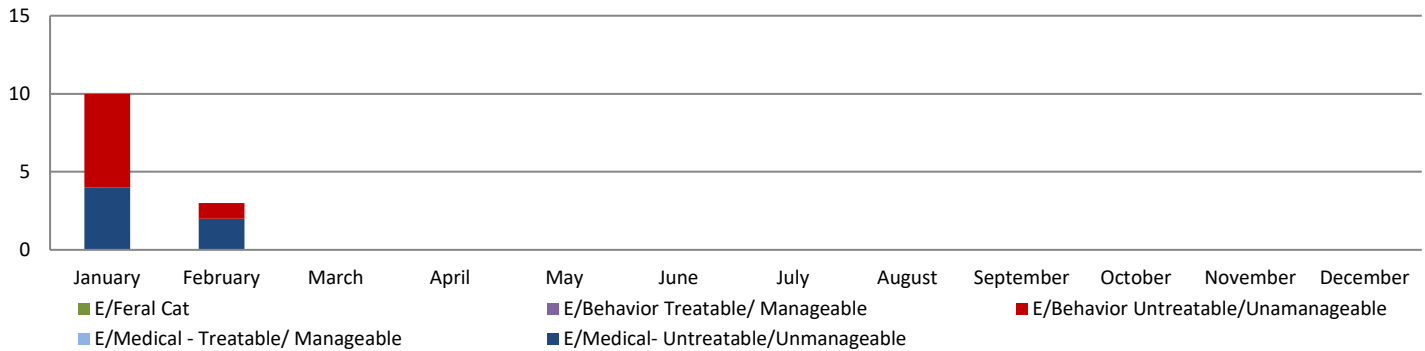 15
10
5
0
January February March April May June July August September October November December
E/Feral Cat E/Behavior Treatable/ Manageable E/Behavior Untreatable/Unamanageable
E/Medical - Treatable/ Manageable E/Medical- Untreatable/Unmanageable